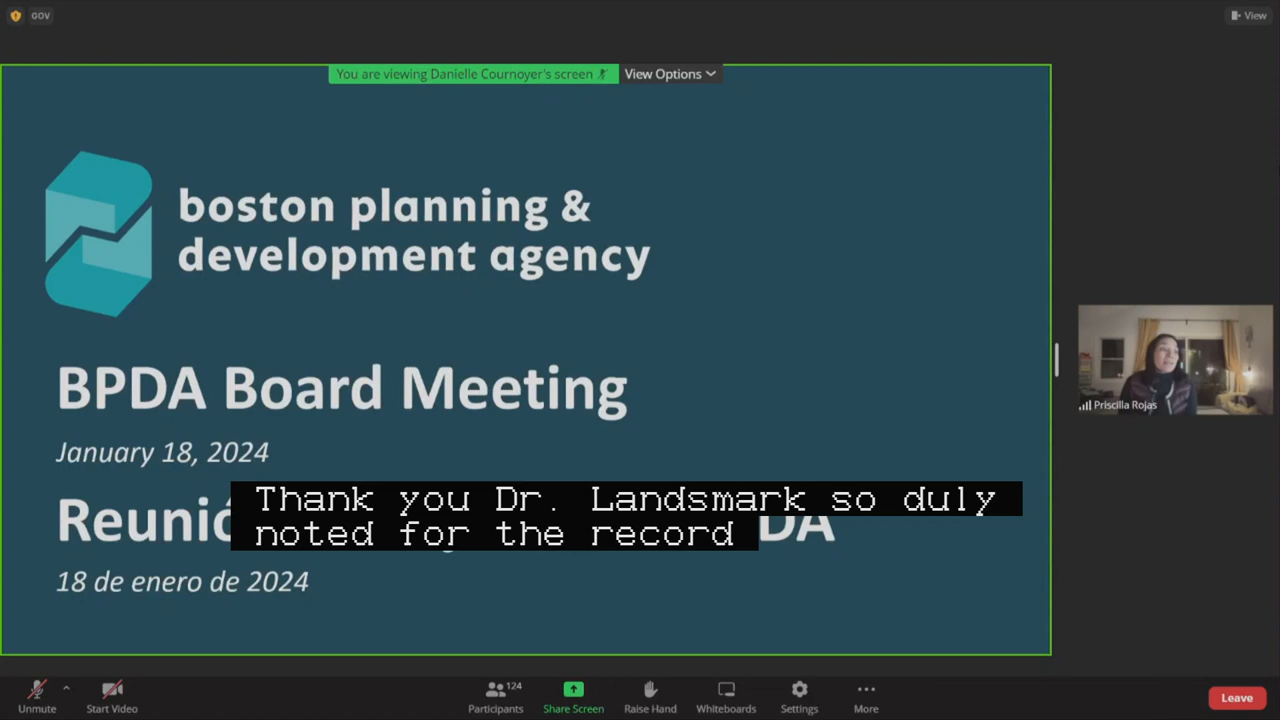 GOV
View
You are viewing Danielle Cournoyer's screen
View Options
boston planning &
development agency
BPDA Board Meeting
January 18, 2024
Thank you Dr. Landsmark so duly
noted for the record
18 de enero de 2024
Priscilla Rojas
Unmute
Start Video
Participants
124
Share Screen
Raise Hand
Whiteboards
Settings
More
Leave